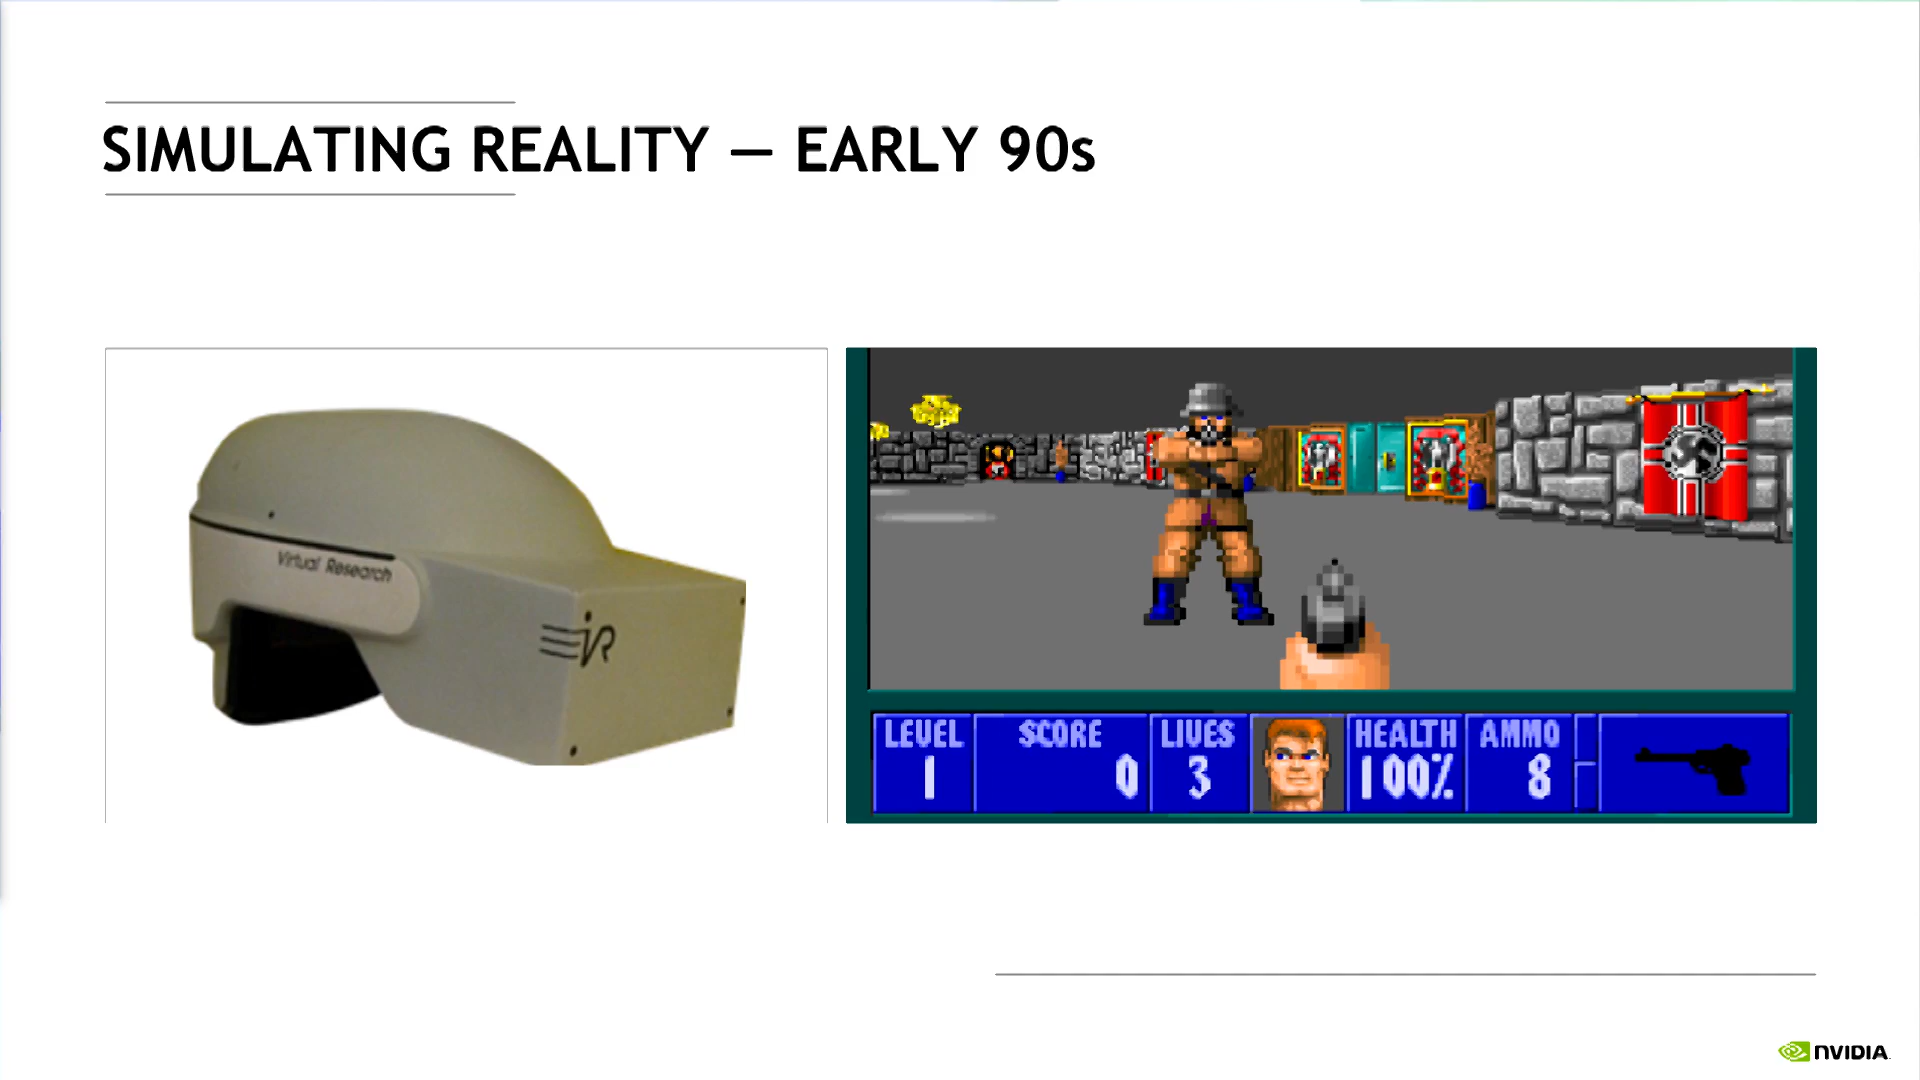 SIMULATING REALITY — EARLY 90s
Virtual Research
VR
LEVEL SCORE LIVES HEALTH AMMO
1 0 3 100% 8
NVIDIA